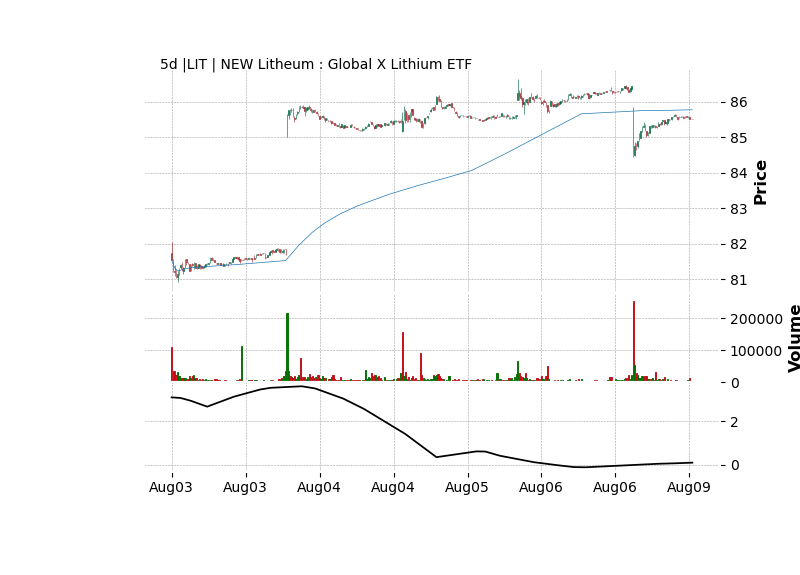 5d |LIT | NEW Litheum : Global X Lithium ETF
86
85
84
83
82
81
Price
200000
100000
0
Volume
2
0
Aug03 Aug03 Aug04 Aug04 Aug05 Aug06 Aug06 Aug09